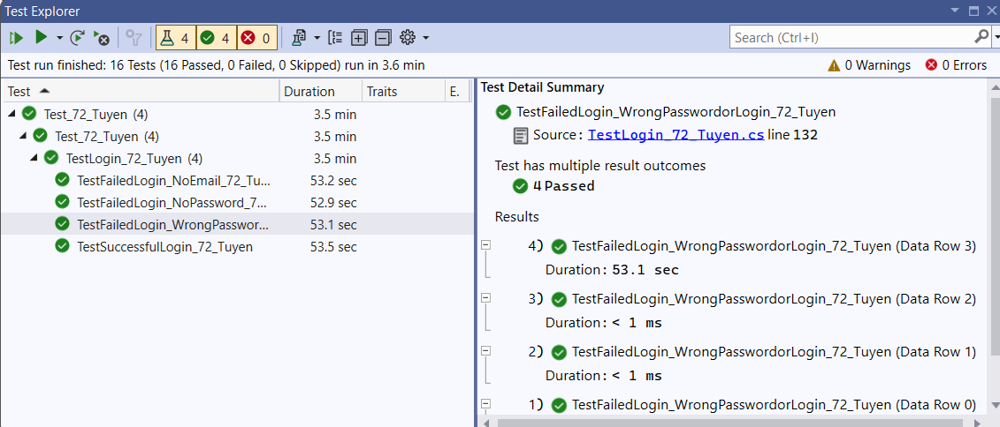 Test Explorer
4 4 0
Search (Ctrl+I)
Test run finished: 16 Tests (16 Passed, 0 Failed, 0 Skipped) run in 3.6 min
0 Warnings 0 Errors
Test Duration Traits E.
Test_72_Tuyen (4) 3.5 min
Test_72_Tuyen (4) 3.5 min
TestLogin_72_Tuyen (4) 3.5 min
TestFailedLogin_NoEmail_72_Tu... 53.2 sec
TestFailedLogin_NoPassword_7... 52.9 sec
TestFailedLogin_WrongPasswor... 53.1 sec
TestSuccessfulLogin_72_Tuyen 53.5 sec
Test Detail Summary
TestFailedLogin_WrongPasswordorLogin_72_Tuyen
Source: TestLogin_72_Tuyen.cs line 132
Test has multiple result outcomes
4 Passed
Results
4) TestFailedLogin_WrongPasswordorLogin_72_Tuyen (Data Row 3)
Duration: 53.1 sec
3) TestFailedLogin_WrongPasswordorLogin_72_Tuyen (Data Row 2)
Duration: < 1 ms
2) TestFailedLogin_WrongPasswordorLogin_72_Tuyen (Data Row 1)
Duration: < 1 ms
1) TestFailedLogin_WrongPasswordorLogin_72_Tuyen (Data Row 0)